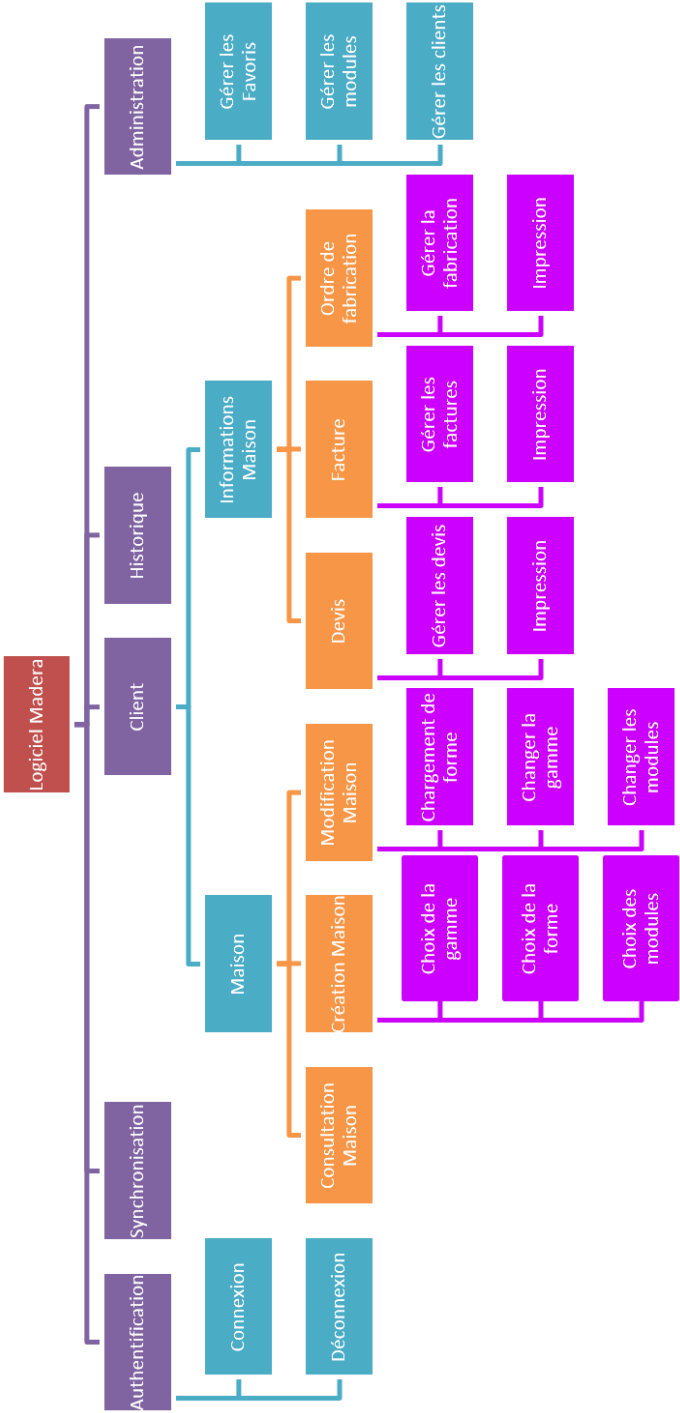 Logiciel Madera
Authentification
Synchronisation
Client
Historique
Administration
Connexion
Déconnexion
Maison
Informations
Maison
Gérer les
Favoris
Gérer les
modules
Gérer les clients
Consultation
Maison
Création Maison
Modification
Maison
Devis
Facture
Ordre de
fabrication
Choix de la
gamme
Choix de la
forme
Choix des
modules
Chargement de
forme
Changer la
gamme
Changer les
modules
Gérer les devis
Impression
Gérer les
factures
Impression
Gérer la
fabrication
Impression